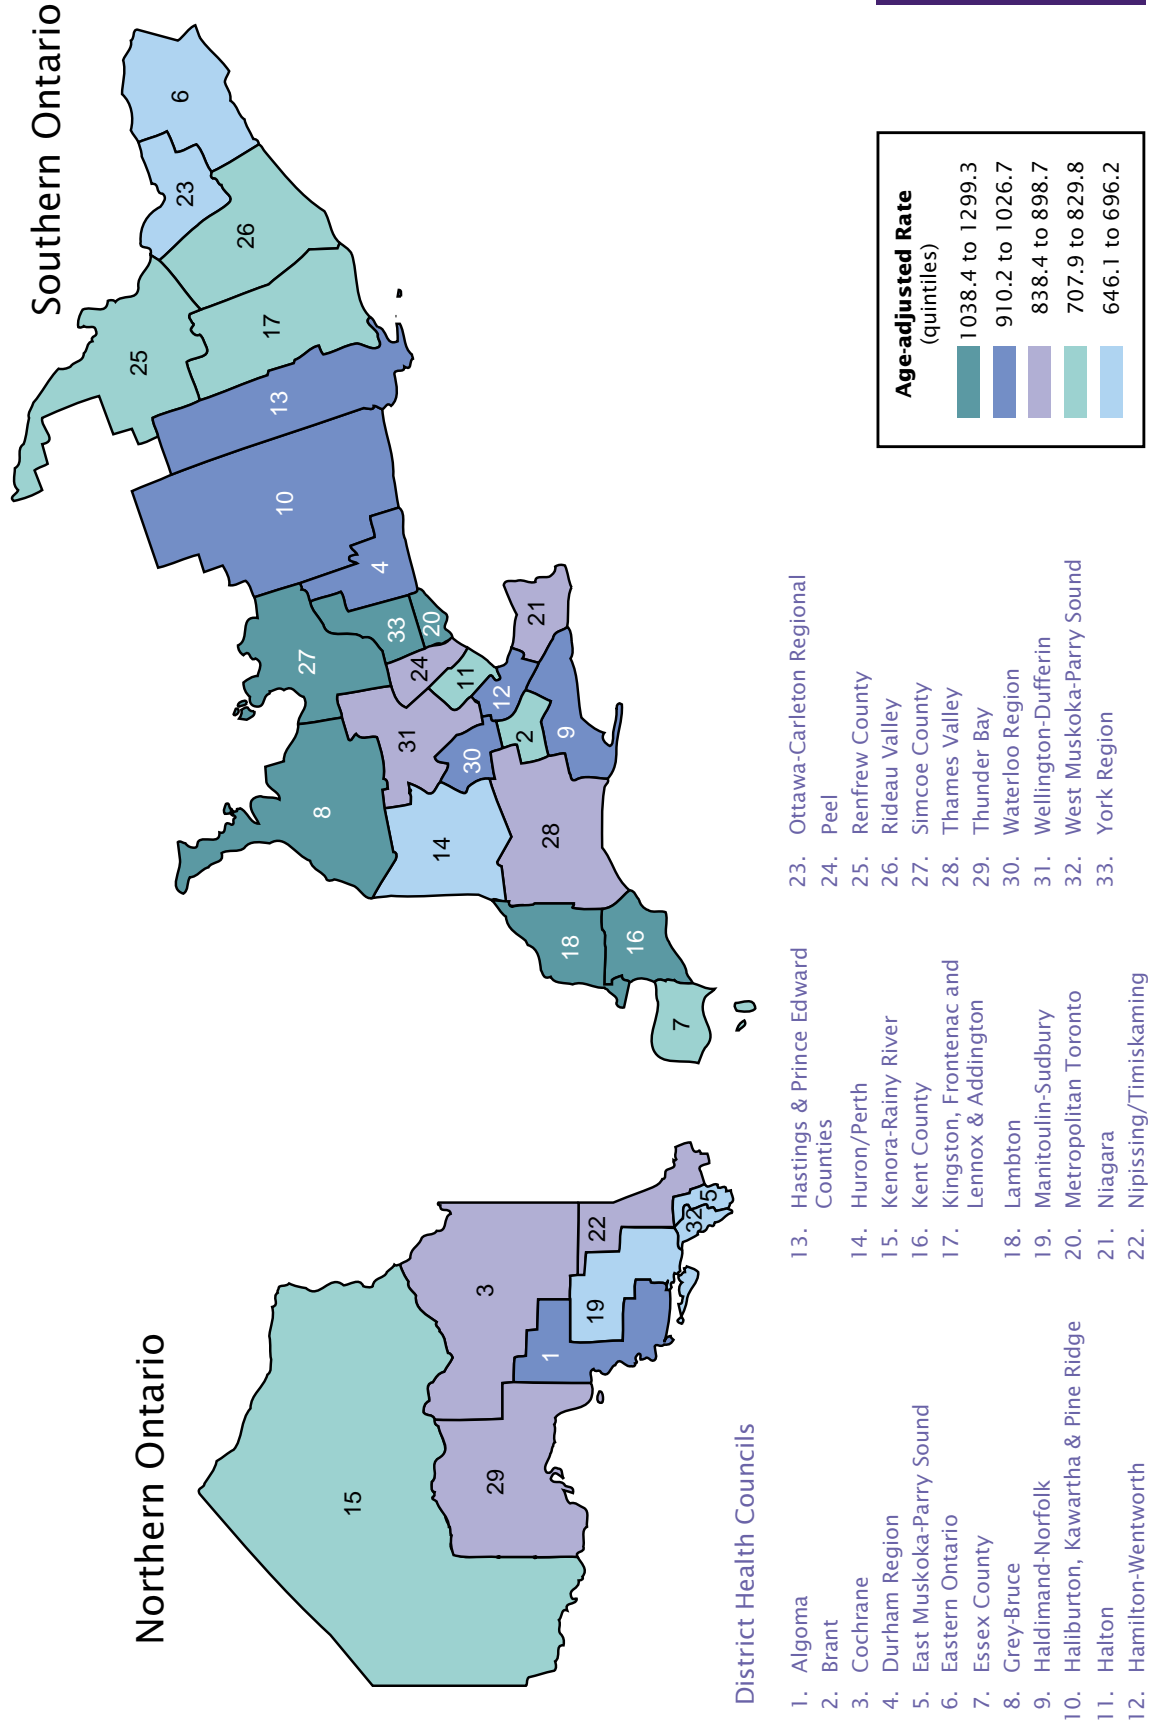 Northern Ontario
Southern Ontario
15
29
3
1
22
19
32
5
8
27
25
23
6
26
17
13
10
4
33
20
24
11
31
12
21
30
2
9
14
28
18
16
7
Age-adjusted Rate
(quintiles)
1038.4 to 1299.3
910.2 to 1026.7
838.4 to 898.7
707.9 to 829.8
646.1 to 696.2
District Health Councils
1. Algoma
2. Brant
3. Cochrane
4. Durham Region
5. East Muskoka-Parry Sound
6. Eastern Ontario
7. Essex County
8. Grey-Bruce
9. Haldimand-Norfolk
10. Haliburton, Kawartha & Pine Ridge
11. Halton
12. Hamilton-Wentworth
13. Hastings & Prince Edward
Counties
14. Huron/Perth
15. Kenora-Rainy River
16. Kent County
17. Kingston, Frontenac and
Lennox & Addington
18. Lambton
19. Manitoulin-Sudbury
20. Metropolitan Toronto
21. Niagara
22. Nipissing/Timiskaming
23. Ottawa-Carleton Regional
24. Peel
25. Renfrew County
26. Rideau Valley
27. Simcoe County
28. Thames Valley
29. Thunder Bay
30. Waterloo Region
31. Wellington-Dufferin
32. West Muskoka-Parry Sound
33. York Region